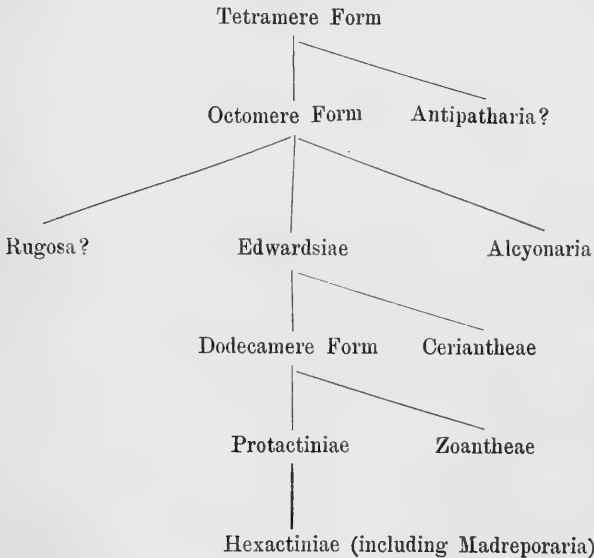 Tetramere Form
Octomere Form Antipatharia?
Rugosa? Edwardsiae Alcyonaria
Dodecamere Form Ceriantheae
Protactiniae Zoantheae
Hexactiniae (including Madreporaria)